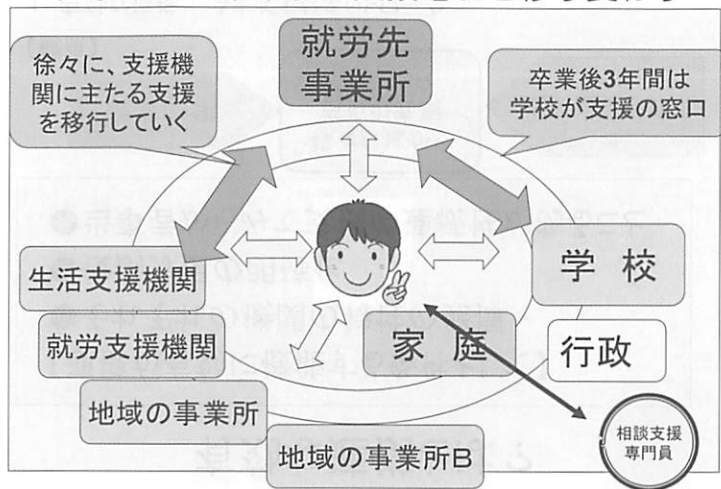 就労先
事業所
徐々に、支援機
関に主たる支援
を移行していく
卒業後3年間は
学校が支援の窓口
生活支援機関
就労支援機関
地域の事業所
地域の事業所B
学 校
家 庭
行政
相談支援
専門員